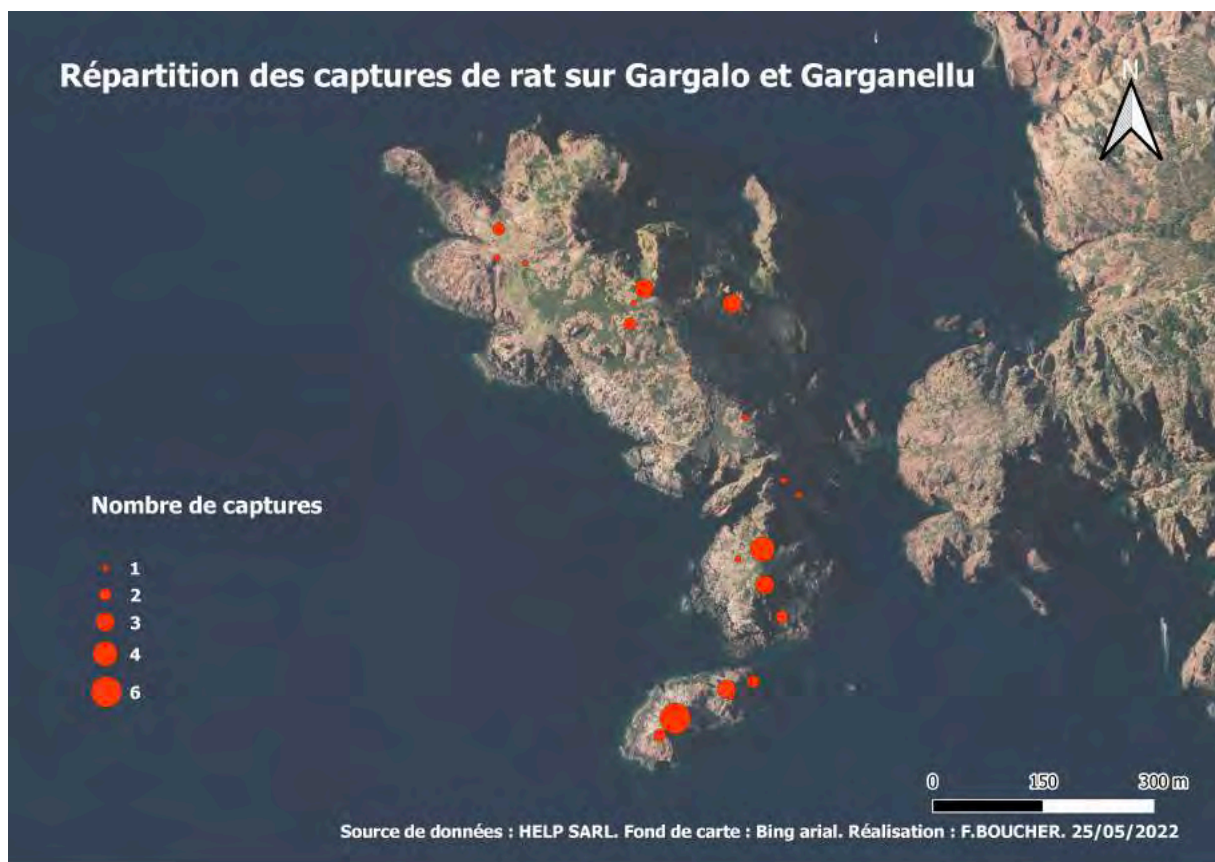 Répartition des captures de rat sur Gargalo et Garganellu
N
Nombre de captures
1
2
3
4
6
0 150 300 m
Source de données : HELP SARL. Fond de carte : Bing arial. Réalisation : F.BOUCHER. 25/05/2022